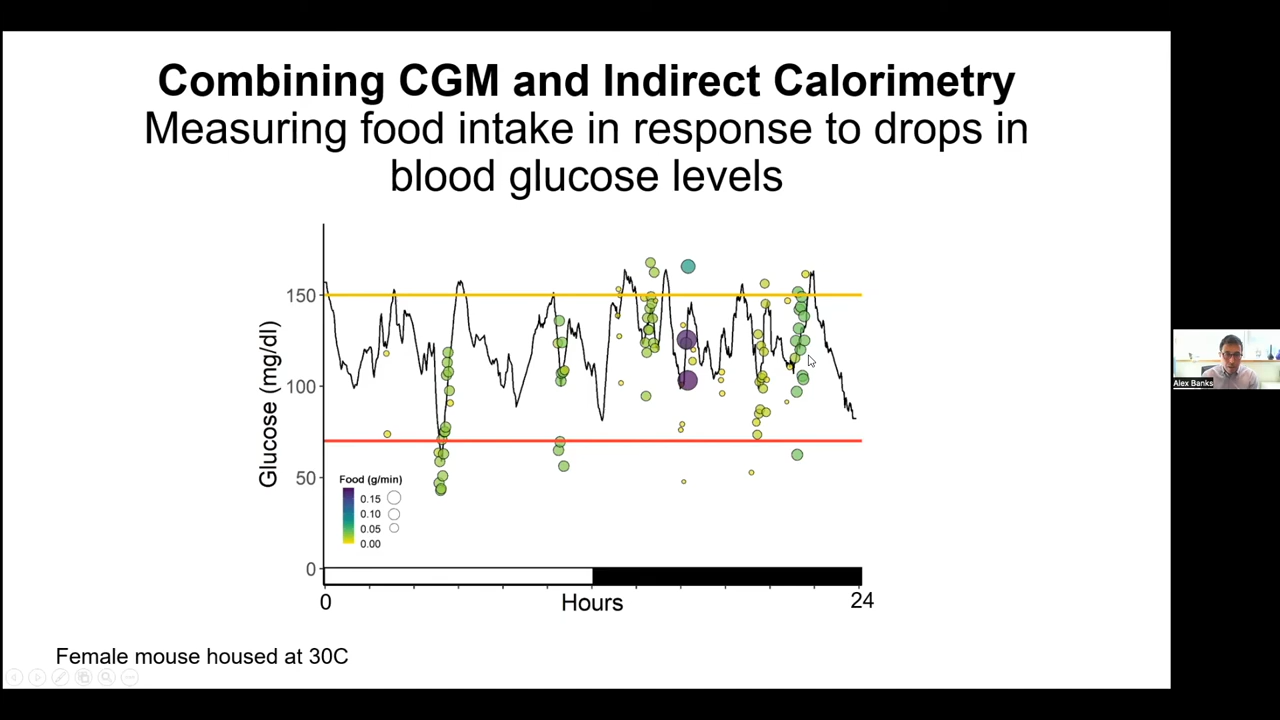 Combining CGM and Indirect Calorimetry
Measuring food intake in response to drops in
blood glucose levels
Glucose (mg/dl)
150
100
50
0
Food (g/min)
0.15
0.10
0.05
0.00
0
Hours
24
Female mouse housed at 30C
Alex Banks